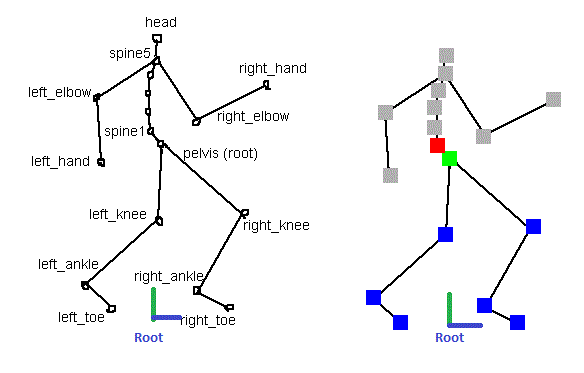 head
spine5
right_hand
left_elbow
right_elbow
spine1
pelvis (root)
left_hand
left_knee
right_knee
left_ankle
right_ankle
left_toe
right_toe
Root
Root